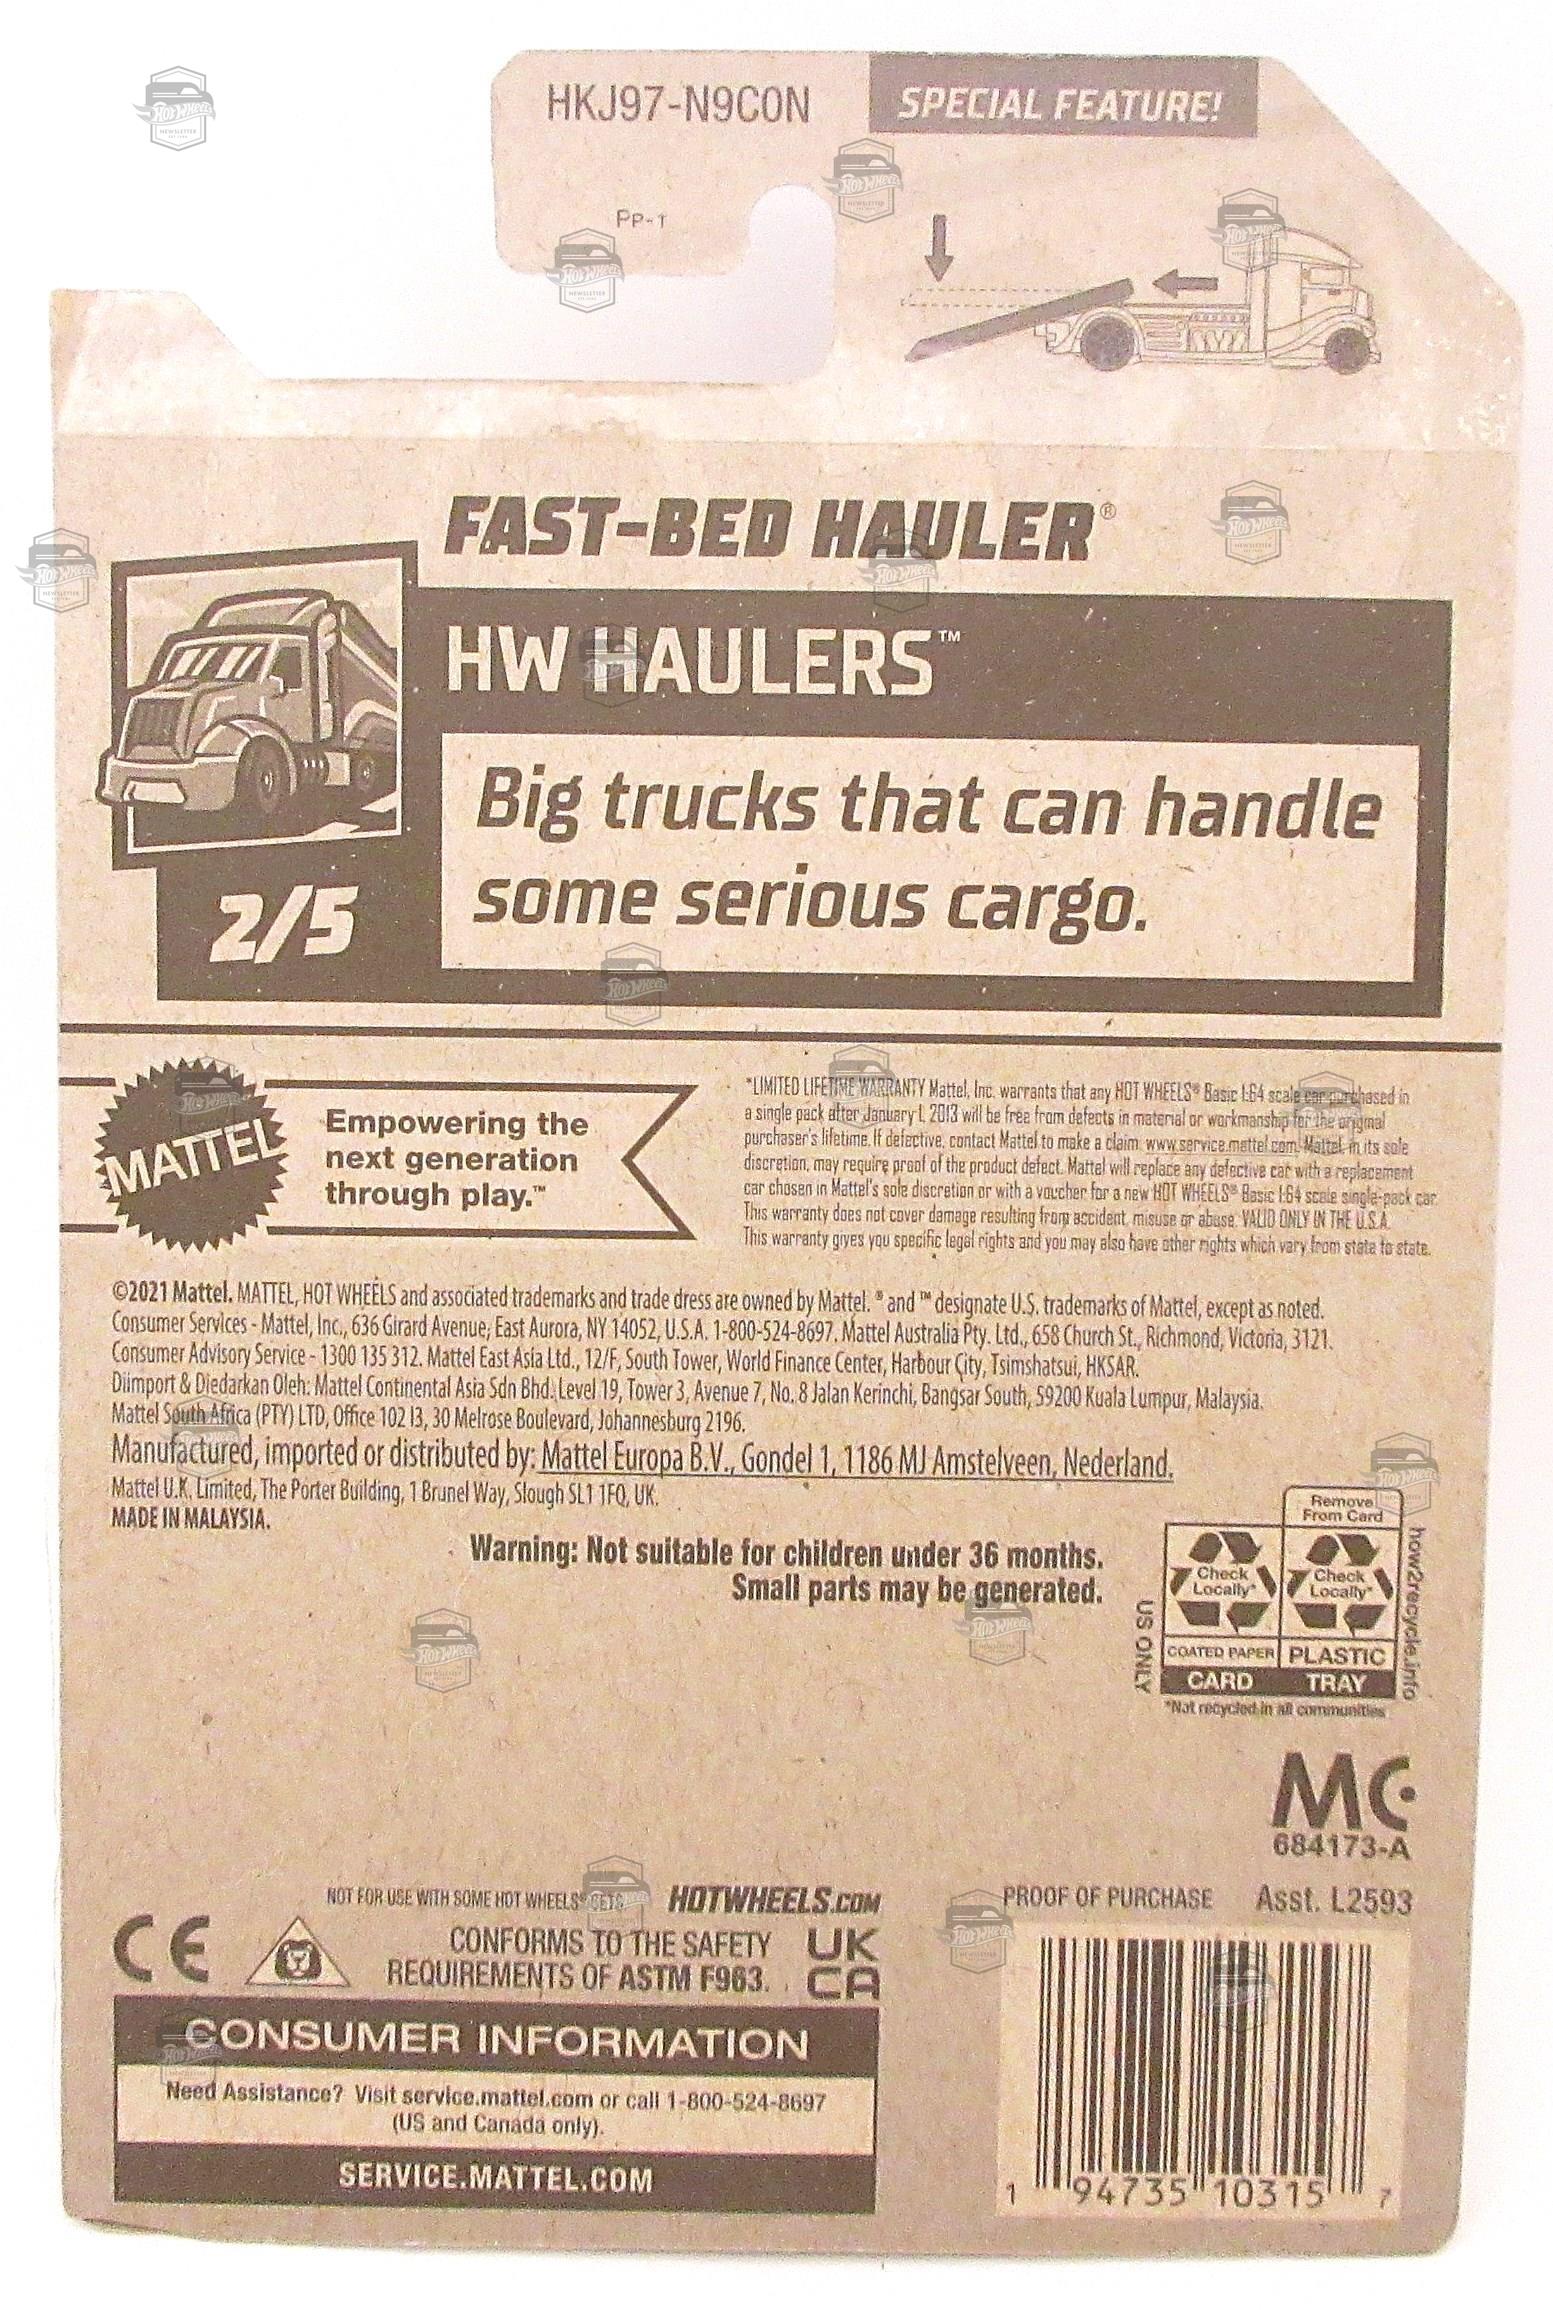 HKJ97-N9C0N
SPECIAL FEATURE!
Pp-1
FAST-BED HAULER®
HW HAULERS™
Big trucks that can handle
some serious cargo.
2/5
MATTEL
Empowering the
next generation
through play.™
*LIMITED LIFETIME WARRANTY Mattel, Inc. warrants that any HOT WHEELS® Basic 1:64 scale car purchased in
a single pack after January 1, 2013 will be free from defects in material or workmanship for the original
purchaser's lifetime. If defective, contact Mattel to make a claim: www.service.mattel.com. Mattel, in its sole
discretion, may require proof of the product defect. Mattel will replace any defective car with a replacement
car chosen in Mattel's sole discretion or with a voucher for a new HOT WHEELS® Basic 1:64 scale single-pack car.
This warranty does not cover damage resulting from accident, misuse or abuse. VALID ONLY IN THE U.S.A.
This warranty gives you specific legal rights and you may also have other rights which vary from state to state.
©2021 Mattel. MATTEL, HOT WHEELS and associated trademarks and trade dress are owned by Mattel. ® and ™ designate U.S. trademarks of Mattel, except as noted.
Consumer Services - Mattel, Inc., 636 Girard Avenue, East Aurora, NY 14052, U.S.A. 1-800-524-8697. Mattel Australia Pty. Ltd., 658 Church St., Richmond, Victoria, 3121.
Consumer Advisory Service - 1300 135 312. Mattel East Asia Ltd., 12/F, South Tower, World Finance Center, Harbour City, Tsimshatsui, HKSAR.
Diimport & Diedarkan Oleh: Mattel Continental Asia Sdn Bhd. Level 19, Tower 3, Avenue 7, No. 8 Jalan Kerinchi, Bangsar South, 59200 Kuala Lumpur, Malaysia.
Mattel South Africa (PTY) LTD, Office 102 I3, 30 Melrose Boulevard, Johannesburg 2196.
Manufactured, imported or distributed by: Mattel Europa B.V., Gondel 1, 1186 MJ Amstelveen, Nederland.
Mattel U.K. Limited, The Porter Building, 1 Brunel Way, Slough SL1 1FQ, UK.
MADE IN MALAYSIA.
Warning: Not suitable for children under 36 months.
Small parts may be generated.
Remove
From Card
Check
Locally*
Check
Locally*
COATED PAPER
PLASTIC
CARD
TRAY
US ONLY
how2recycle.info
*Not recycled in all communities
MC
684173-A
NOT FOR USE WITH SOME HOT WHEELS® SETS.
HOTWHEELS.COM
PROOF OF PURCHASE
Asst. L2593
CE
CONFORMS TO THE SAFETY
REQUIREMENTS OF ASTM F963.
UK
CA
CONSUMER INFORMATION
Need Assistance? Visit service.mattel.com or call 1-800-524-8697
(US and Canada only).
SERVICE.MATTEL.COM
1 94735 10315 7
HOT WHEELS
NEWSLETTER